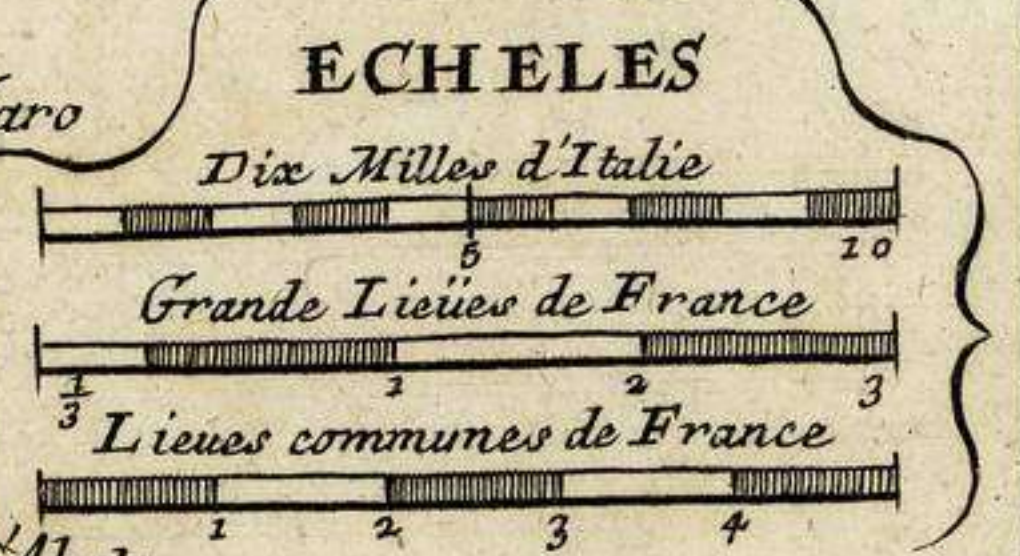 ECHELES
aro
Dix Milles d'Italie
5 10
Grande Lieües de France
1/3 1 2 3
Lieues communes de France
1 2 3 4